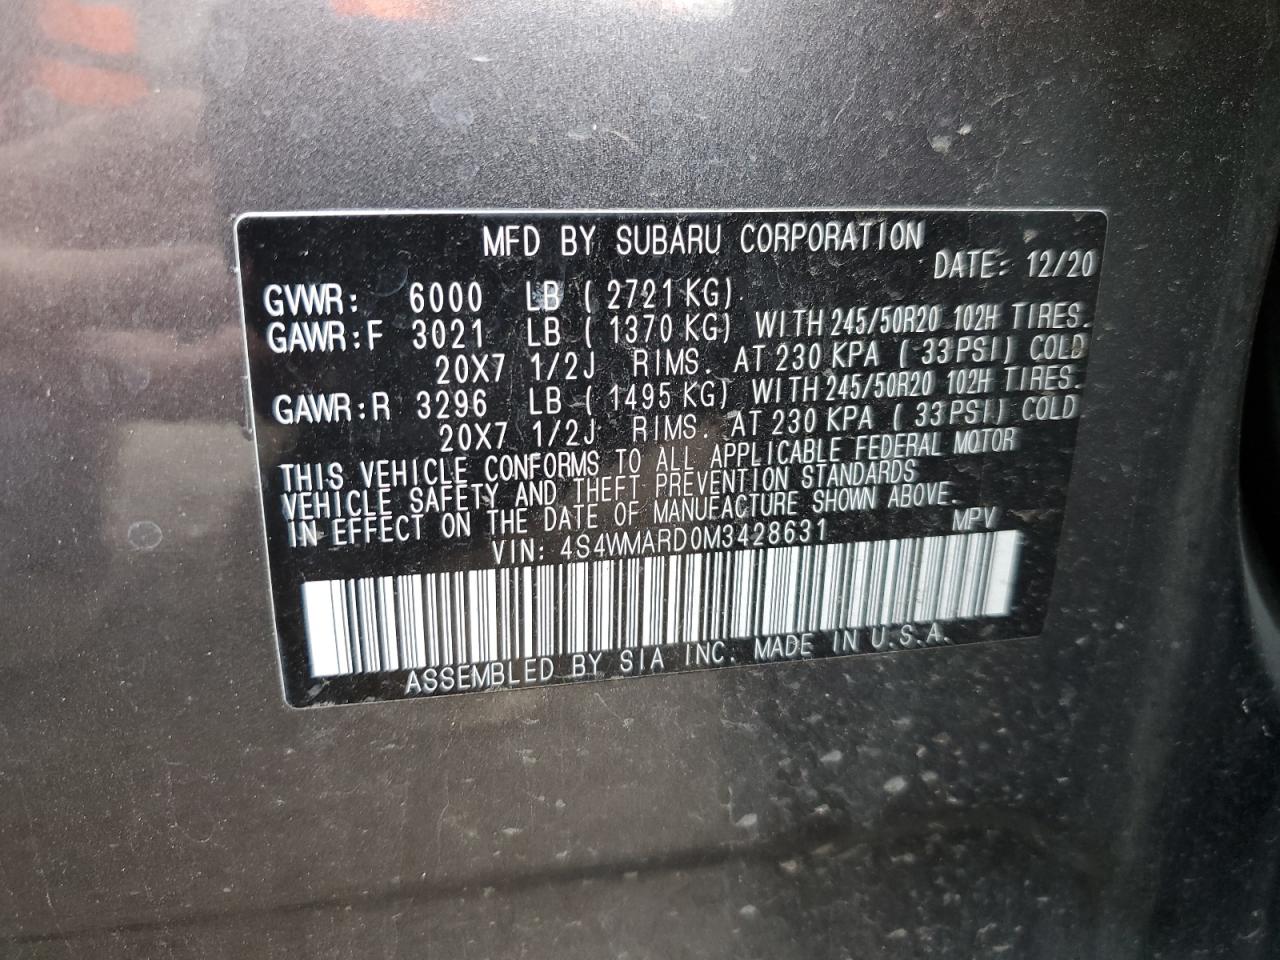 MFD BY SUBARU CORPORATION
DATE: 12/20
GVWR: 6000 LB ( 2721 KG).
GAWR:F 3021 LB ( 1370 KG) WITH 245/50R20 102H TIRES.
20X7 1/2J RIMS. AT 230 KPA ( 33PSI) COLD
GAWR:R 3296 LB ( 1495 KG) WITH 245/50R20 102H TIRES.
20X7 1/2J RIMS. AT 230 KPA ( 33PSI) COLD
THIS VEHICLE CONFORMS TO ALL APPLICABLE FEDERAL MOTOR
VEHICLE SAFETY AND THEFT PREVENTION STANDARDS
IN EFFECT ON THE DATE OF MANUFACTURE SHOWN ABOVE.
VIN: 4S4WMARD0M3428631 MPV
ASSEMBLED BY SIA INC. MADE IN U.S.A.